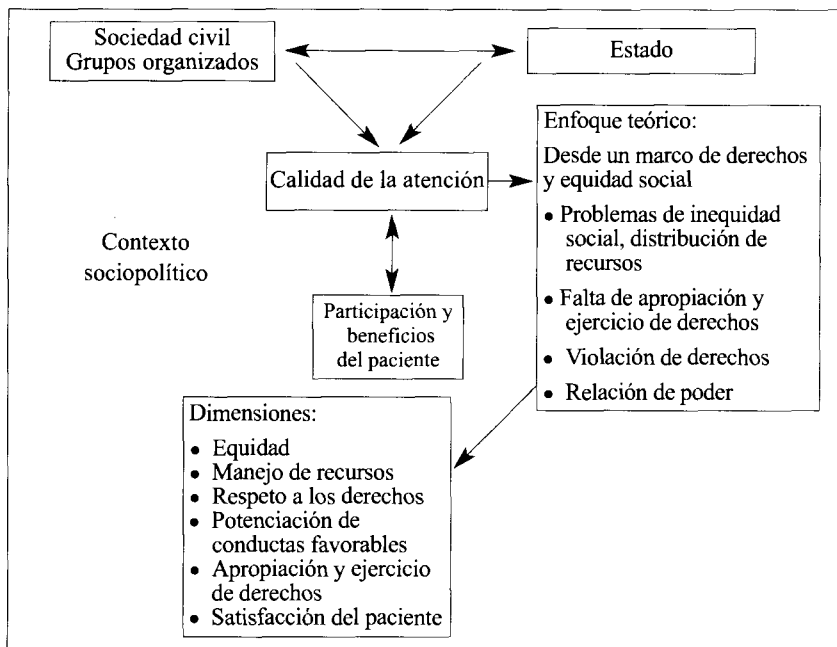 Sociedad civil
Grupos organizados
Estado
Calidad de la atención
Contexto
sociopolítico
Participación y
beneficios
del paciente
Enfoque teórico:
Desde un marco de derechos
y equidad social
• Problemas de inequidad
social, distribución de
recursos
• Falta de apropiación y
ejercicio de derechos
• Violación de derechos
• Relación de poder
Dimensiones:
• Equidad
• Manejo de recursos
• Respeto a los derechos
• Potenciación de
conductas favorables
• Apropiación y ejercicio
de derechos
• Satisfacción del paciente